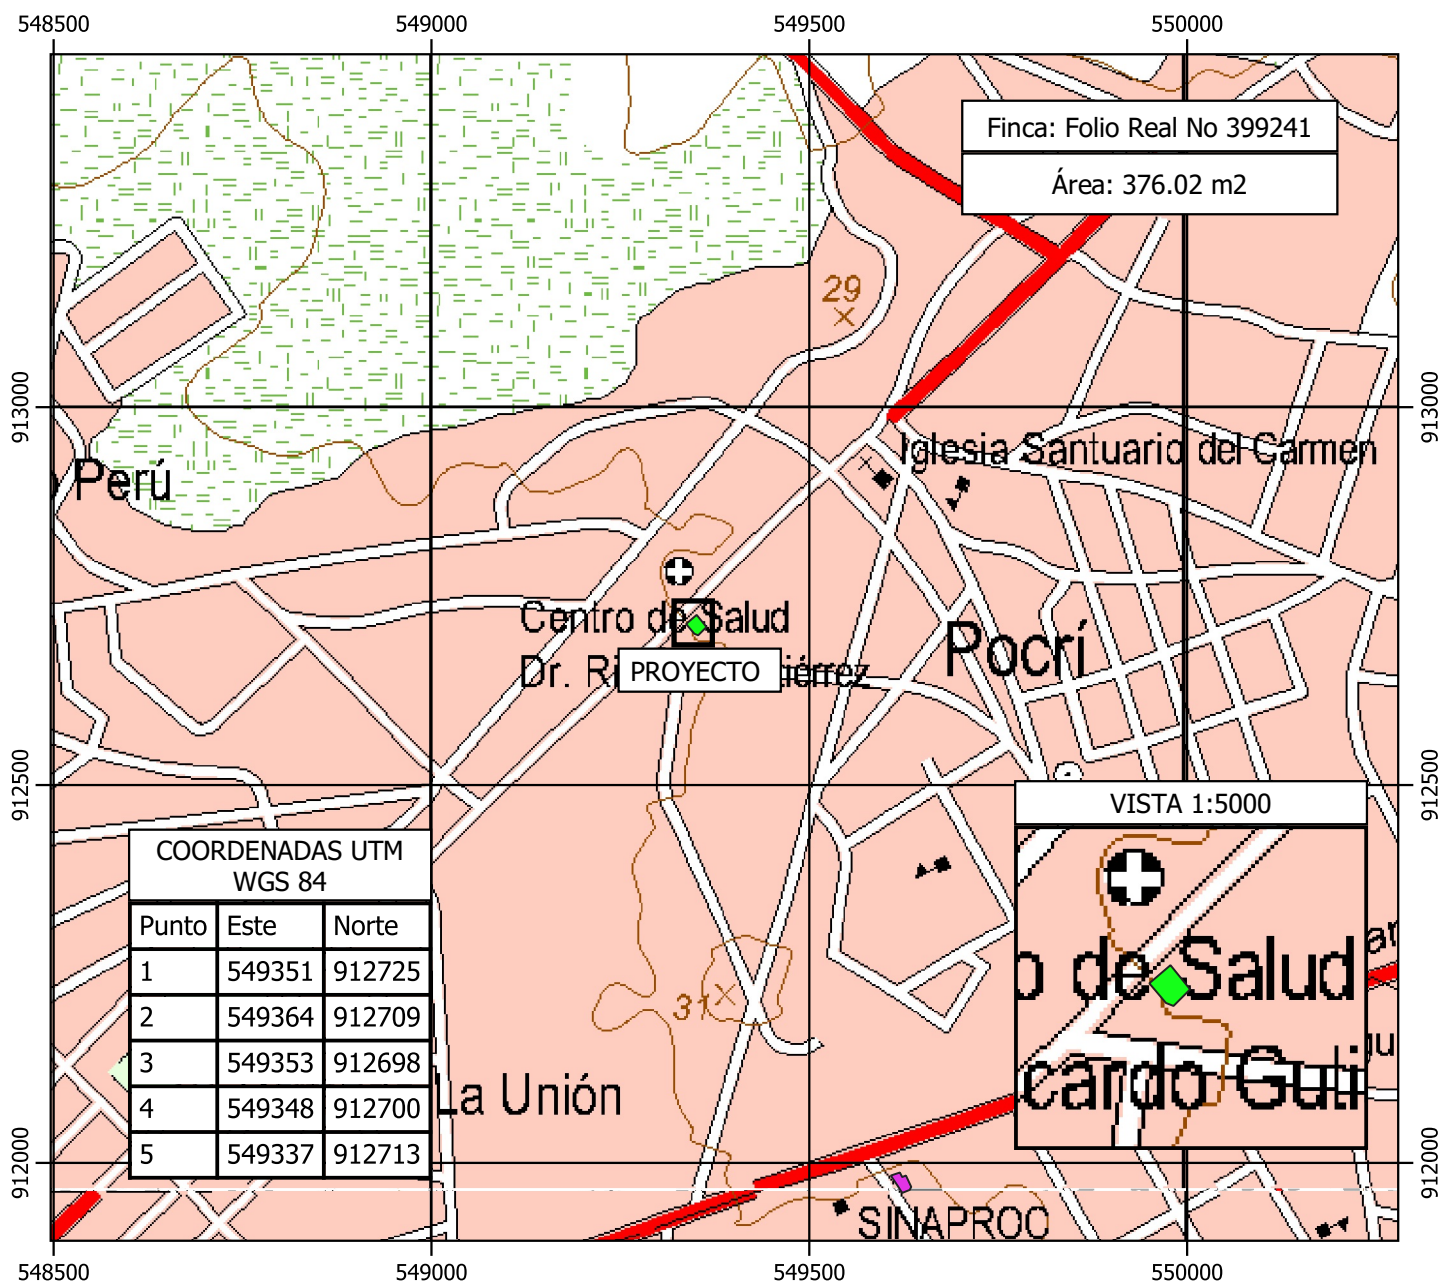 548500 549000 549500 550000
Finca: Folio Real No 399241
Área: 376.02 m2
29
913000 913000
Iglesia Santuario del Carmen
Perú
Centro de Salud
Pocrí
Dr. Ri iérrez
PROYECTO
912500 912500
VISTA 1:5000
COORDENADAS UTM
WGS 84
Punto Este Norte
1 549351 912725
2 549364 912709
3 549353 912698
4 549348 912700
5 549337 912713
o de Salud
cardo Guti
31
La Unión
912000 912000
SINAPROC
548500 549000 549500 550000